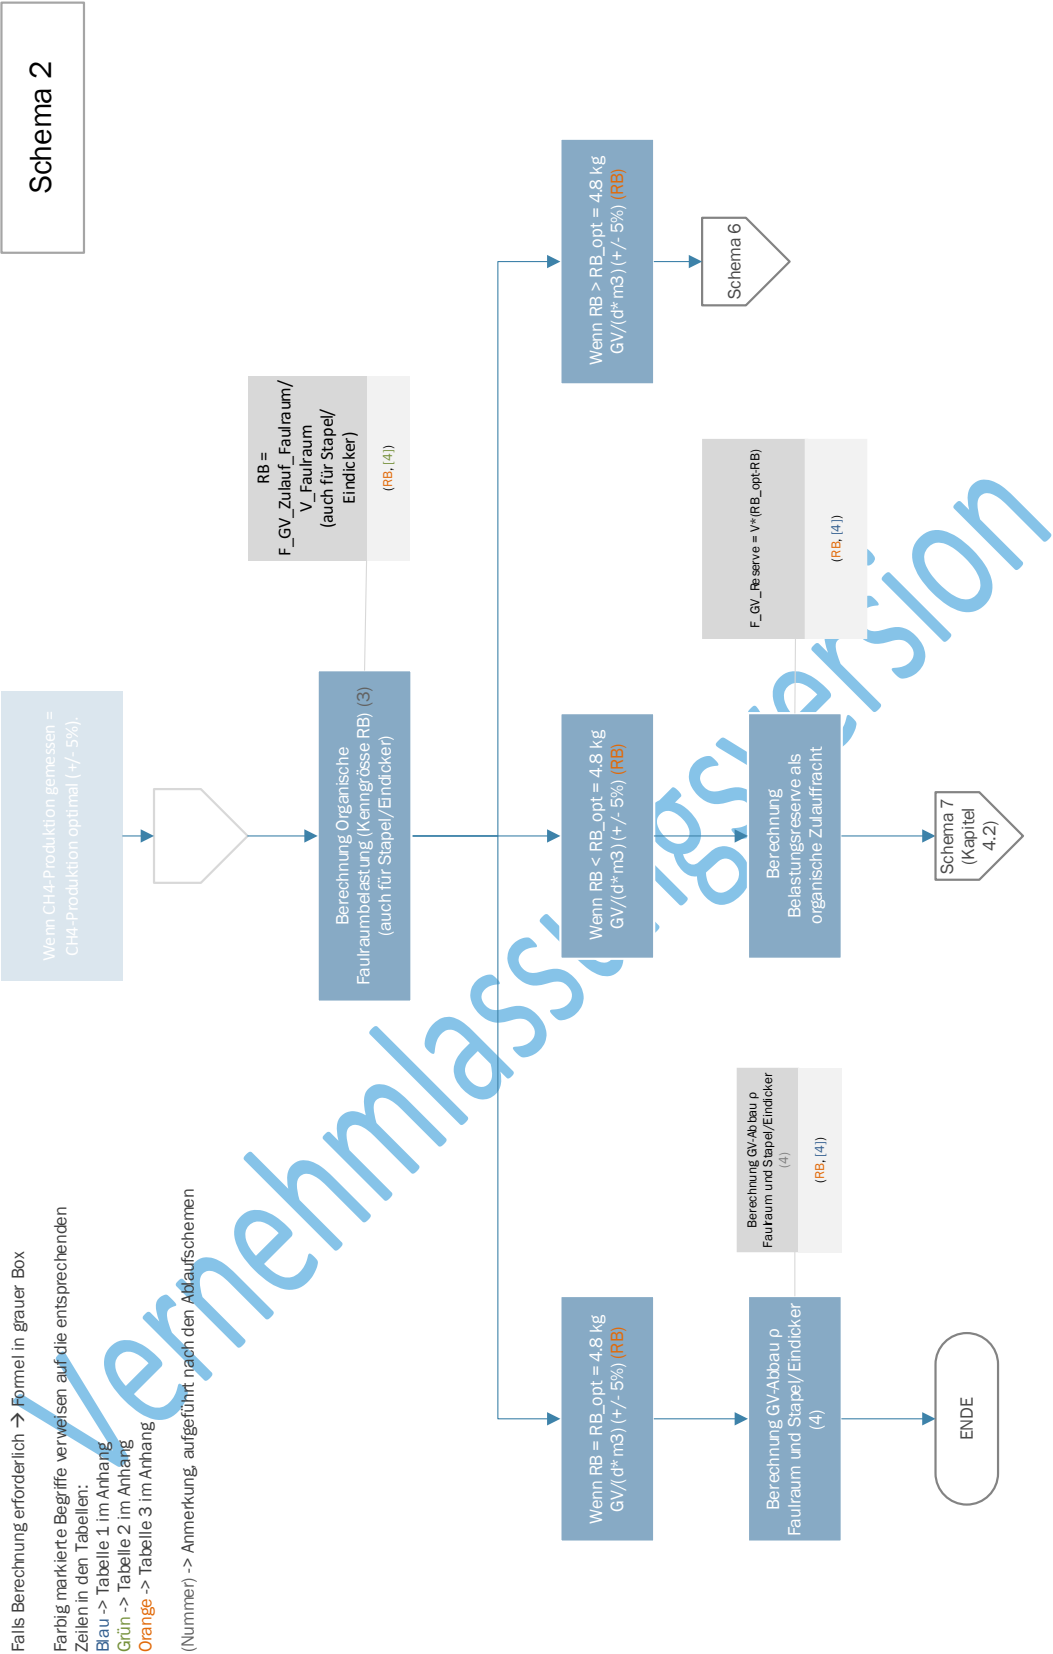 Schema 2
Falls Berechnung erforderlich → Formel in grauer Box
Farbig markierte Begriffe verweisen auf die entsprechenden
Zeilen in den Tabellen:
Blau -> Tabelle 1 im Anhang
Grün -> Tabelle 2 im Anhang
Orange -> Tabelle 3 im Anhang
(Nummer) -> Anmerkung, aufgeführt nach den Ablaufschemen
Wenn CH4-Produktion gemessen =
CH4-Produktion optimal (+/- 5%).
Berechnung Organische
Faulraumbelastung (Kenngrösse RB) (3)
(auch für Stapel/Eindicker)
RB =
F_GV_Zulauf_Faulraum/
V_Faulraum
(auch für Stapel/
Eindicker)
(RB, [4])
Wenn RB = RB_opt = 4.8 kg
GV/(d*m3) (+/- 5%) (RB)
Wenn RB < RB_opt = 4.8 kg
GV/(d*m3) (+/- 5%) (RB)
Wenn RB > RB_opt = 4.8 kg
GV/(d*m3) (+/- 5%) (RB)
Berechnung GV-Abbau ρ
Faulraum und Stapel/Eindicker
(4)
Berechnung GV-Abbau ρ
Faulraum und Stapel/Eindicker
(4)
(RB, [4])
Berechnung
Belastungsreserve als
organische Zulauffracht
F_GV_Reserve = V*(RB_opt-RB)
(RB, [4])
Schema 6
ENDE
Schema 7
(Kapitel
4.2)
Vernehmlassungsversion